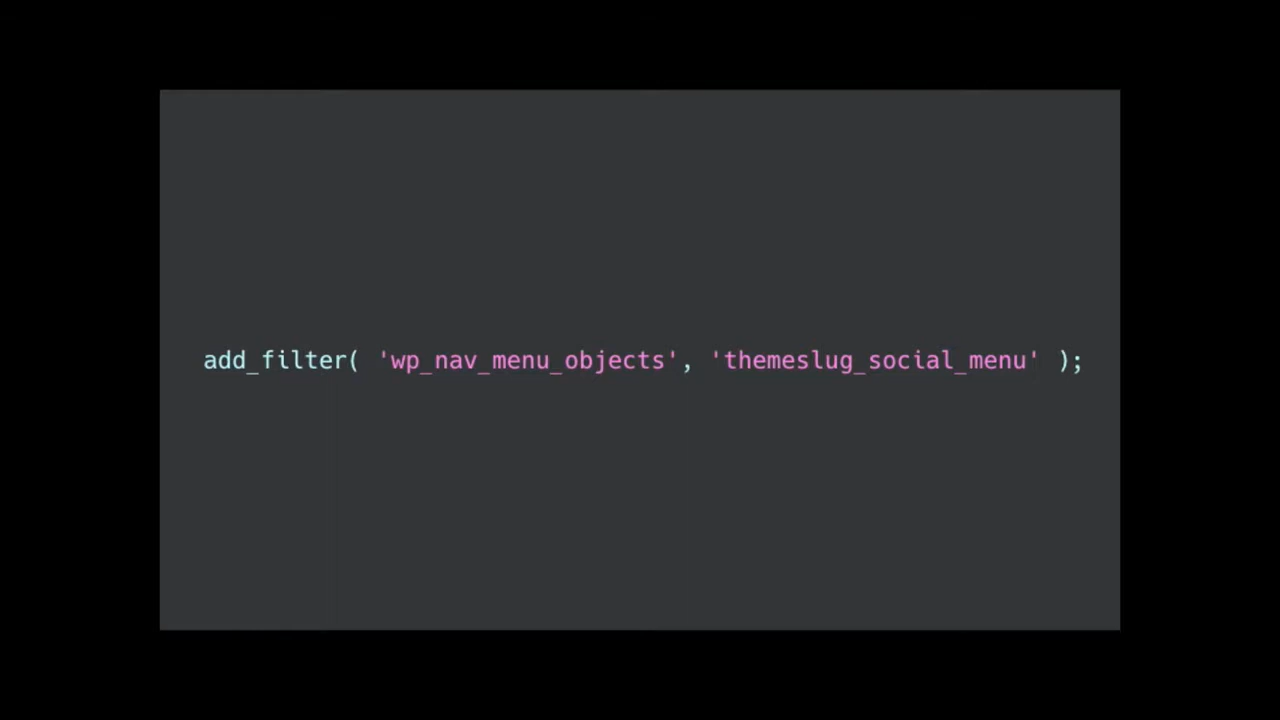 add_filter( 'wp_nav_menu_objects', 'themeslug_social_menu' );